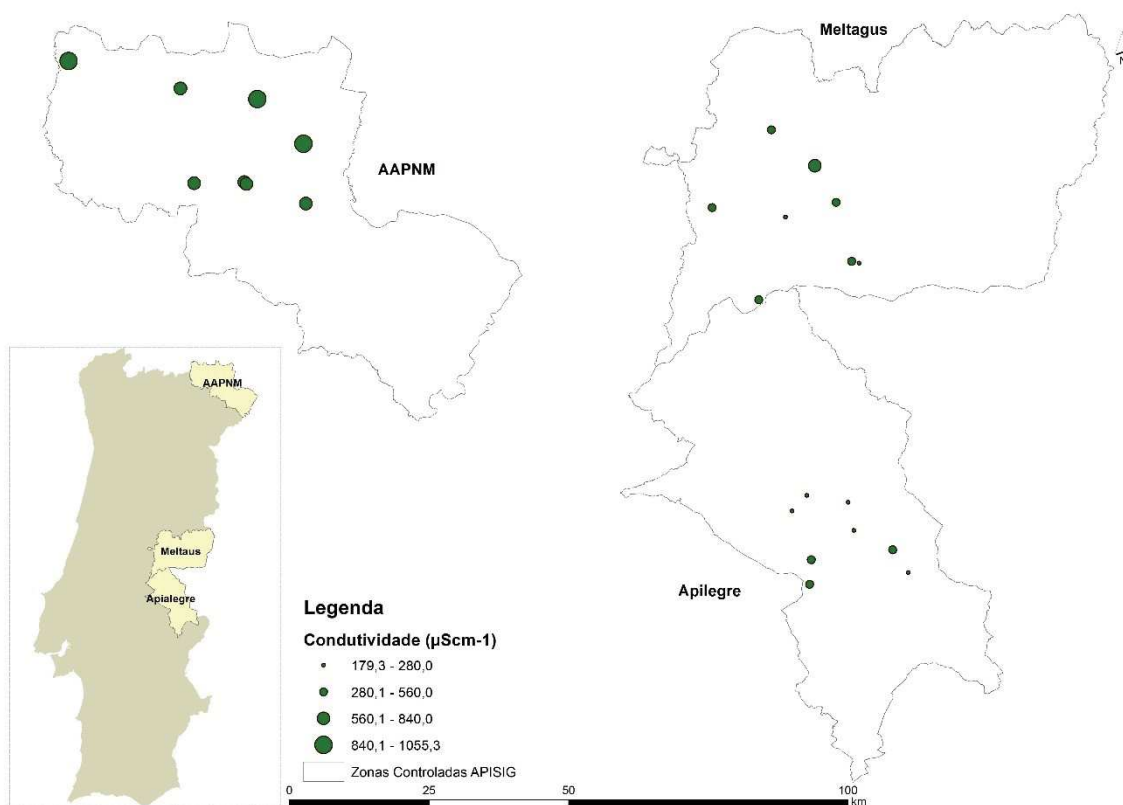 Meltagus
N
AAPNM
AAPNM
Meltaus
Apialegre
Apilegre
Legenda
Condutividade (µScm-1)
179,3 - 280,0
280,1 - 560,0
560,1 - 840,0
840,1 - 1055,3
Zonas Controladas APISIG
0 25 50 100
km